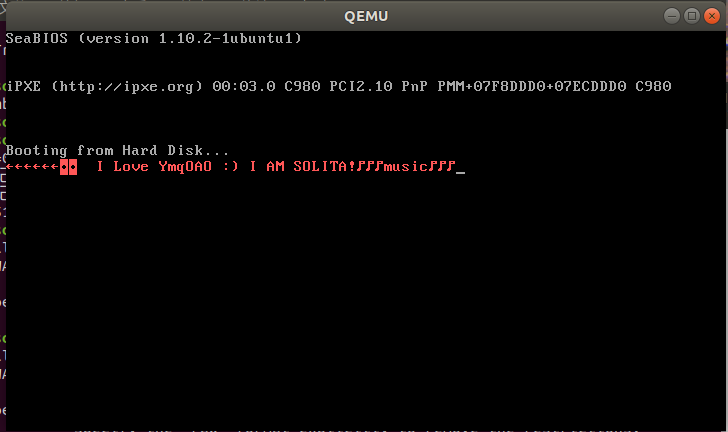 QEMU
SeaBIOS (version 1.10.2-1ubuntu1)
iPXE (http://ipxe.org) 00:03.0 C980 PCI2.10 PnP PMM+07F8DDD0+07ECDDD0 C980
Booting from Hard Disk...
←←←←←←◘◘ I Love YmqOAO :) I AM SOLITA!♫♫♫music♫♫♫_